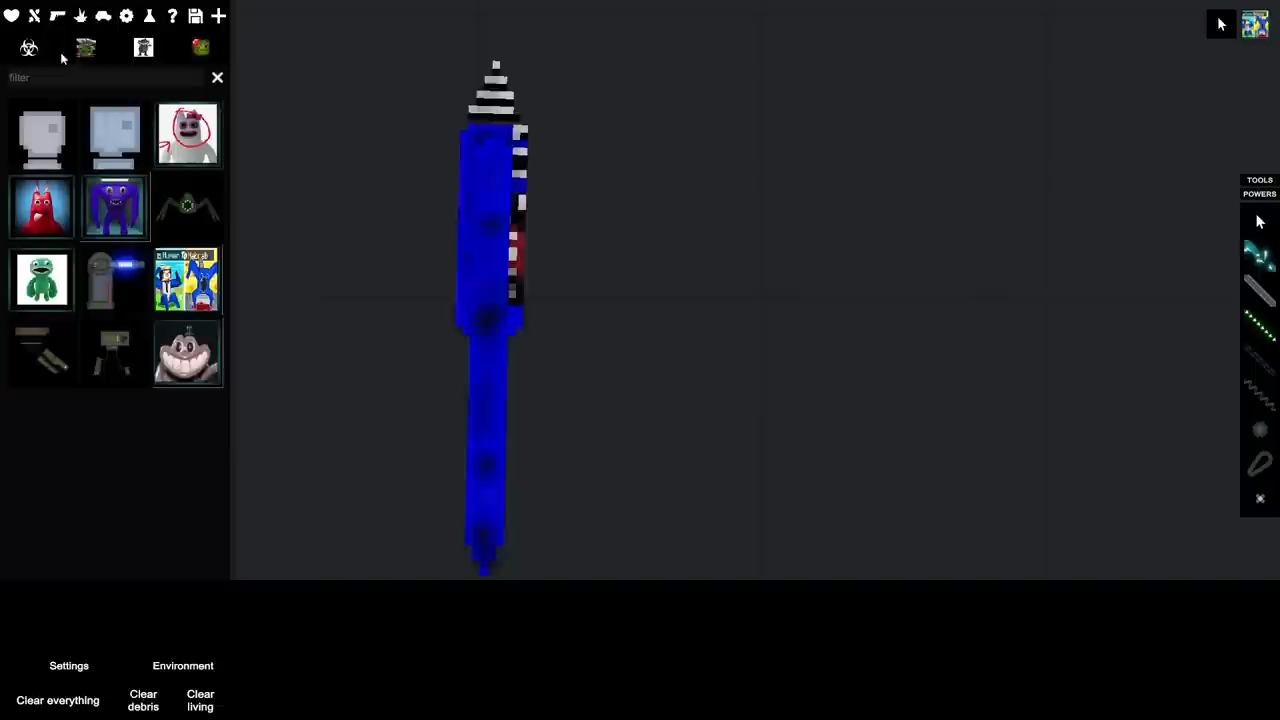 ?
filter
TOOLS
POWERS
Settings
Environment
Clear everything
Clear
debris
Clear
living